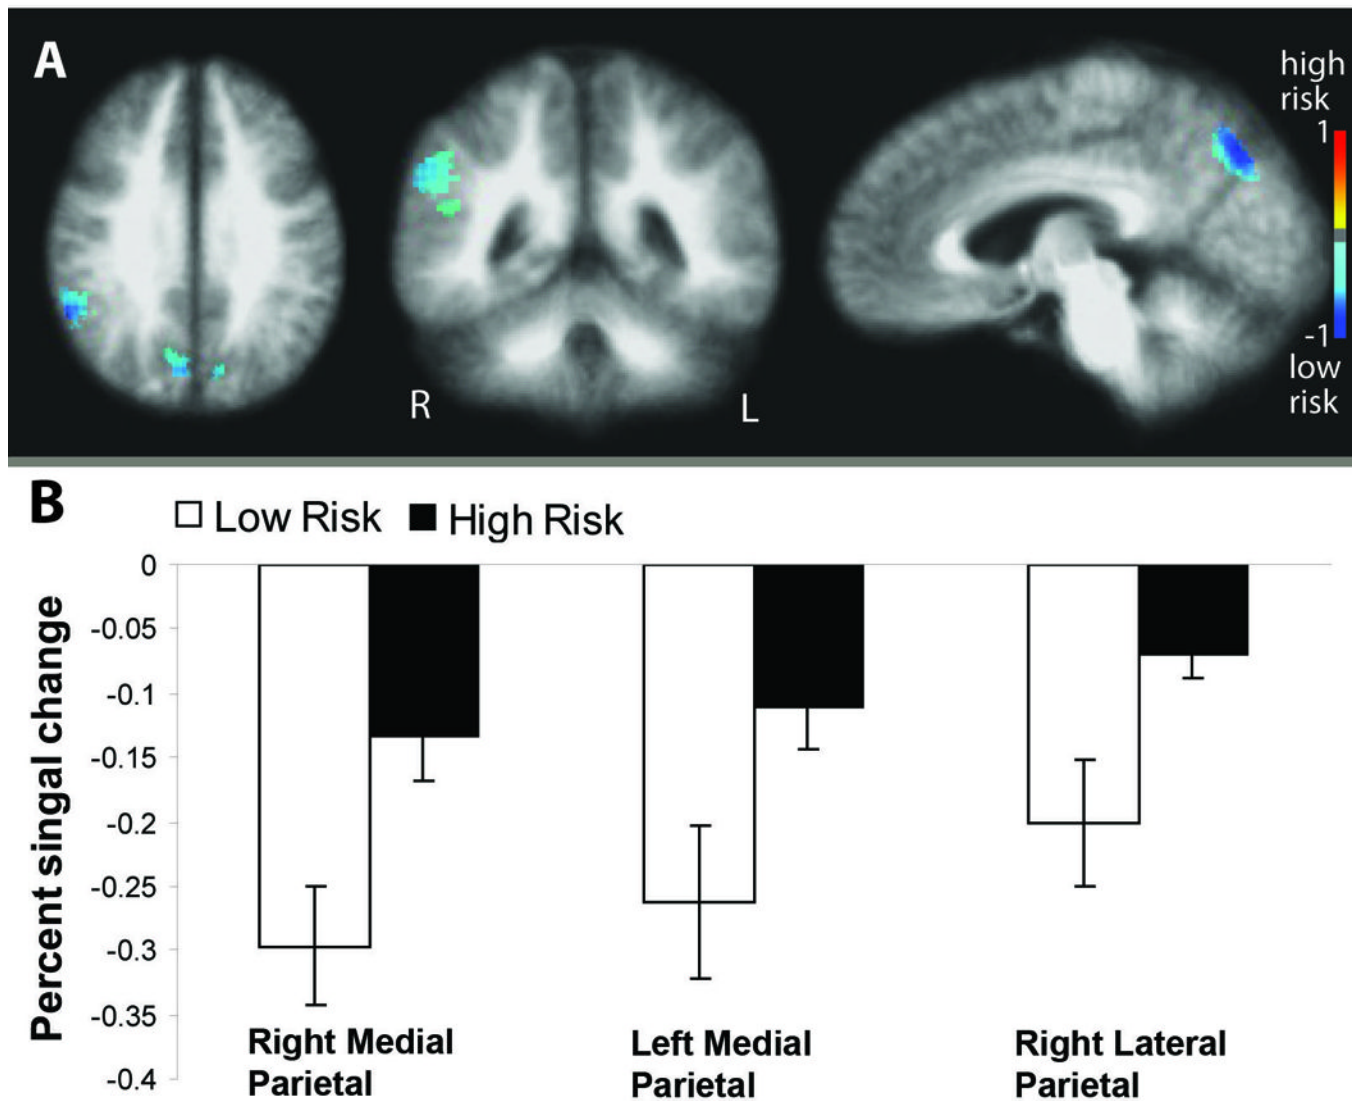 A
high
risk
1
-1
low
risk
R
L
B
Low Risk
High Risk
Percent singal change
0
-0.05
-0.1
-0.15
-0.2
-0.25
-0.3
-0.35
-0.4
Right Medial
Parietal
Left Medial
Parietal
Right Lateral
Parietal